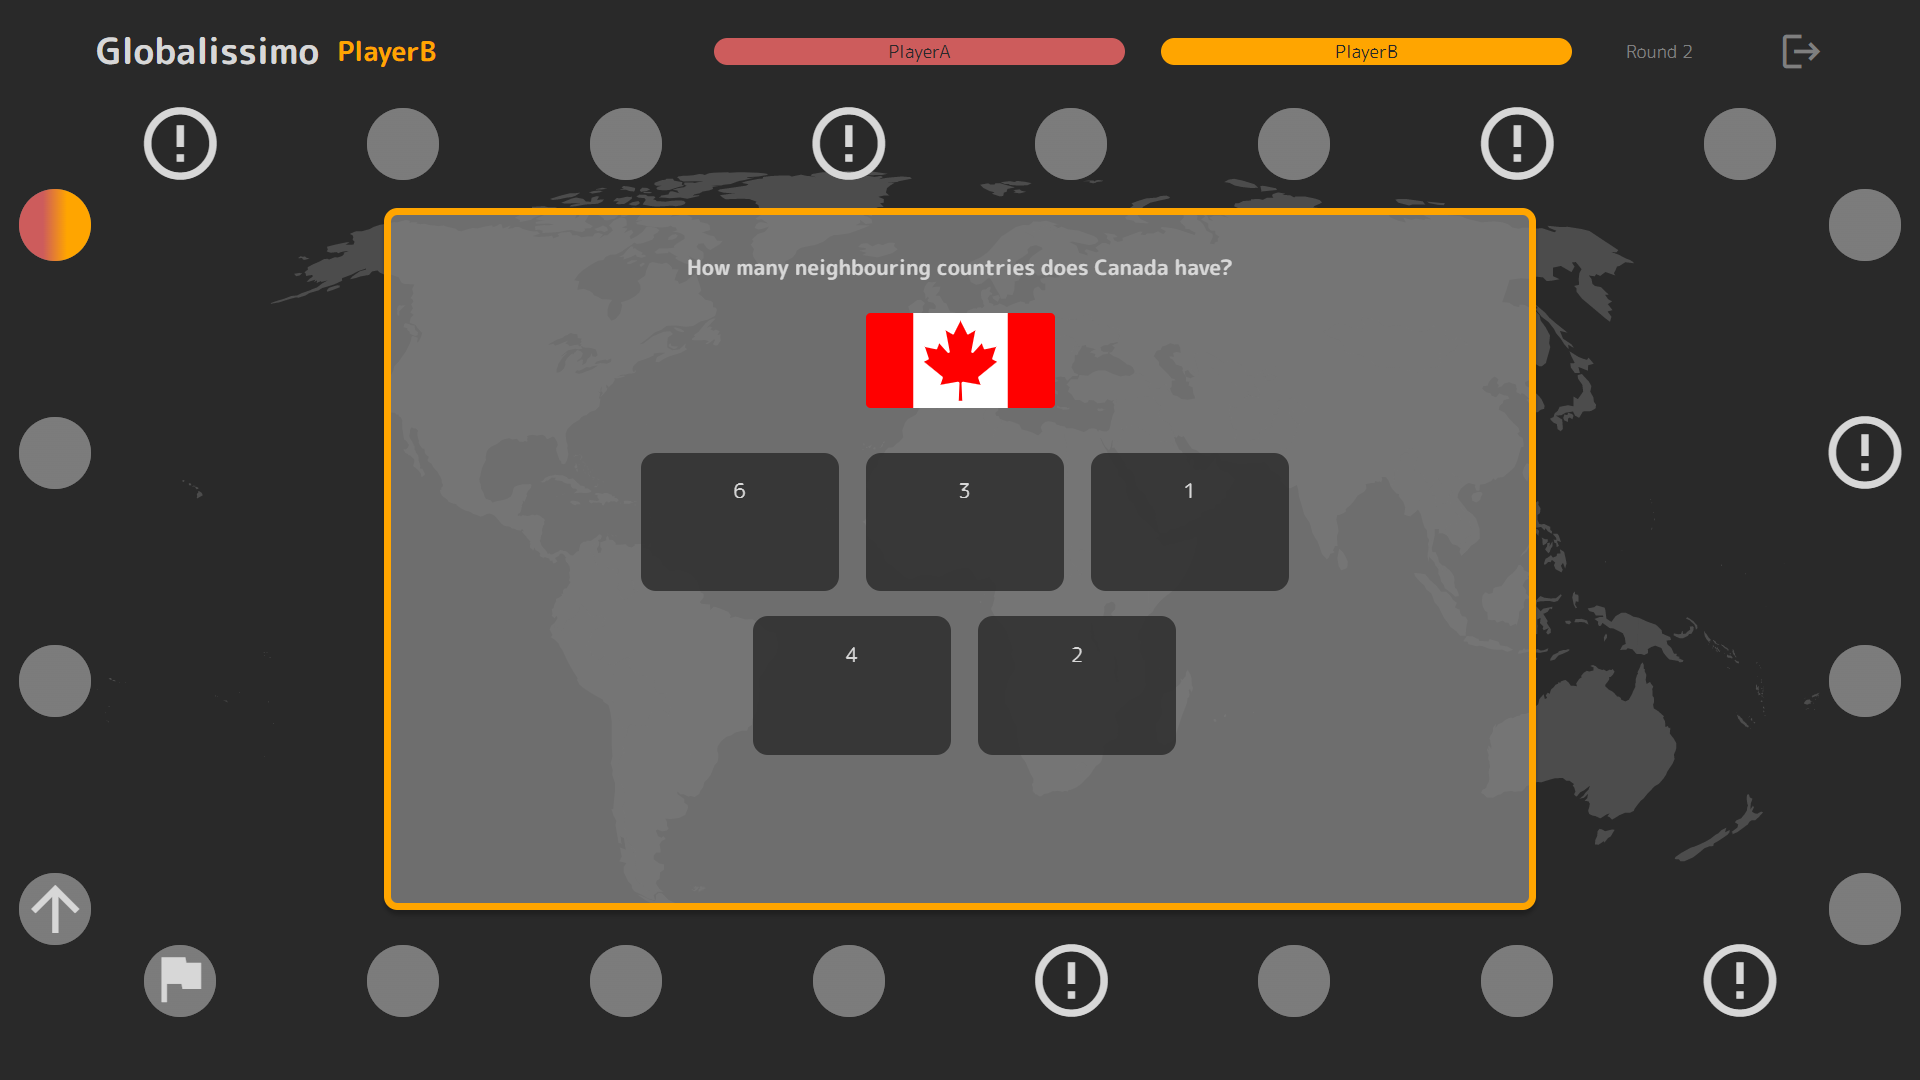 Globalissimo PlayerB
PlayerA
PlayerB
Round 2
How many neighbouring countries does Canada have?
6
3
1
4
2